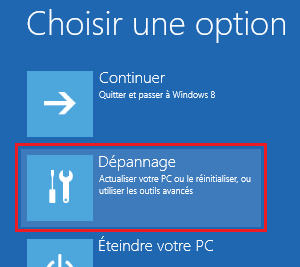 Choisir une option
Continuer
Quitter et passer à Windows 8
Dépannage
Actualiser votre PC ou le réinitialiser, ou
utiliser les outils avancés
Éteindre votre PC